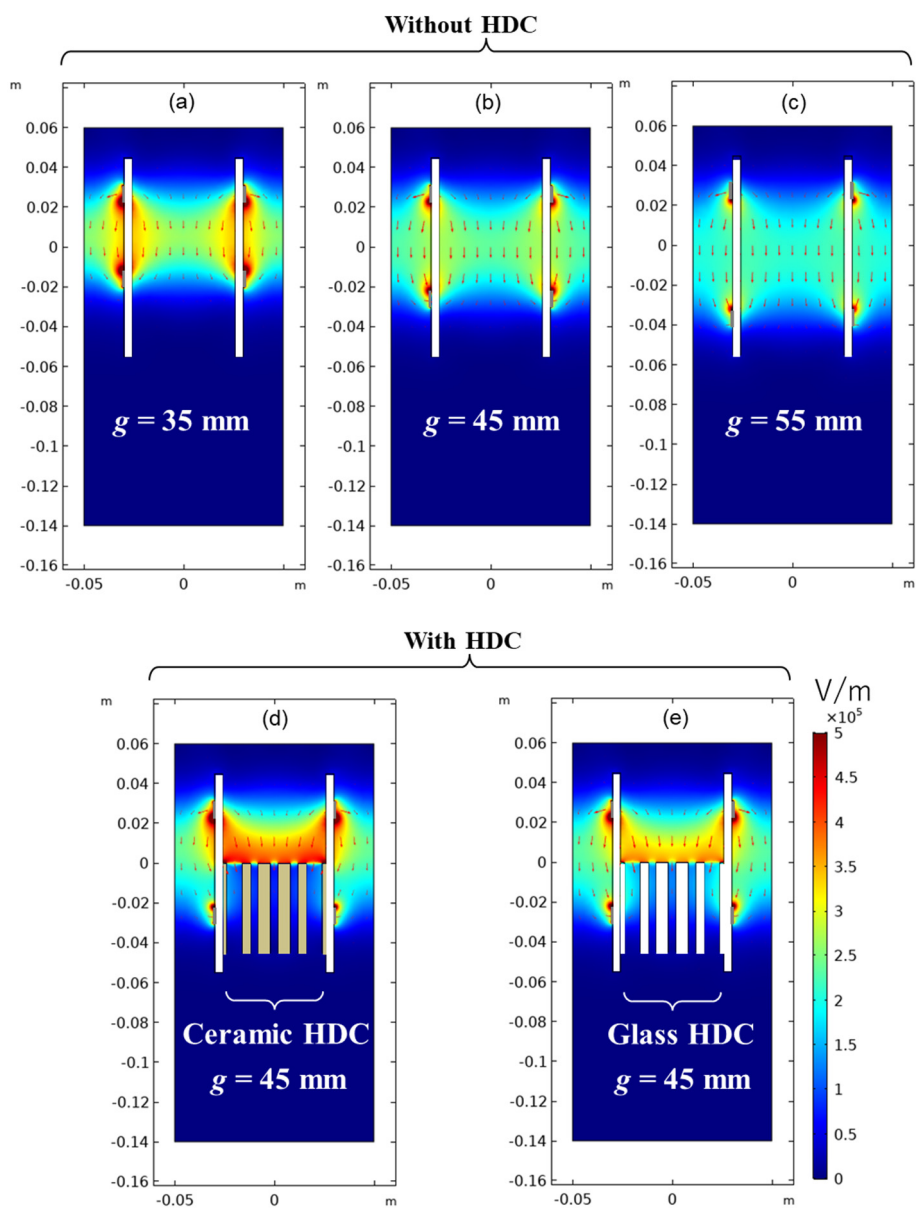 Without HDC
m m m
(a) (b) (c)
0.06 0.06 0.06
0.04 0.04 0.04
0.02 0.02 0.02
0 0 0
-0.02 -0.02 -0.02
-0.04 -0.04 -0.04
-0.06 -0.06 -0.06
-0.08 -0.08 -0.08
g = 35 mm g = 45 mm g = 55 mm
-0.1 -0.1 -0.1
-0.12 -0.12 -0.12
-0.14 -0.14 -0.14
-0.16 -0.16 -0.16
-0.05 0 m -0.05 0 m -0.05 0 m
With HDC
m m V/m
(d) (e) ×10⁵
0.06 0.06 5
0.04 0.04 4.5
0.02 0.02 4
0 0 3.5
-0.02 -0.02 3
-0.04 -0.04 2.5
-0.06 -0.06 2
-0.08 -0.08 1.5
Ceramic HDC Glass HDC
-0.1 -0.1 1
g = 45 mm g = 45 mm
-0.12 -0.12 0.5
-0.14 -0.14 0
-0.16 -0.16
-0.05 0 m -0.05 0 m